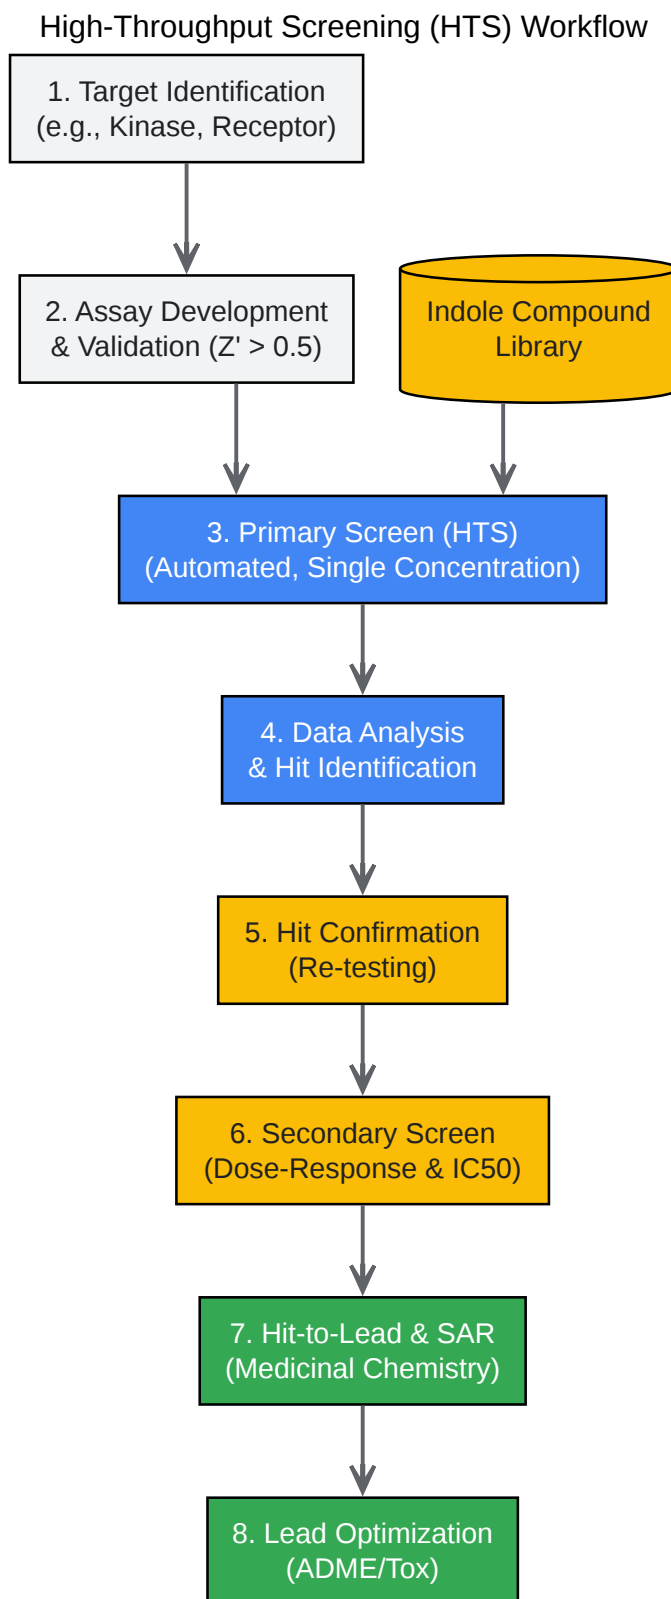 High-Throughput Screening (HTS) Workflow
1. Target Identification
(e.g., Kinase, Receptor)
2. Assay Development
& Validation (Z' > 0.5)
Indole Compound
Library
3. Primary Screen (HTS)
(Automated, Single Concentration)
4. Data Analysis
& Hit Identification
5. Hit Confirmation
(Re-testing)
6. Secondary Screen
(Dose-Response & IC50)
7. Hit-to-Lead & SAR
(Medicinal Chemistry)
8. Lead Optimization
(ADME/Tox)